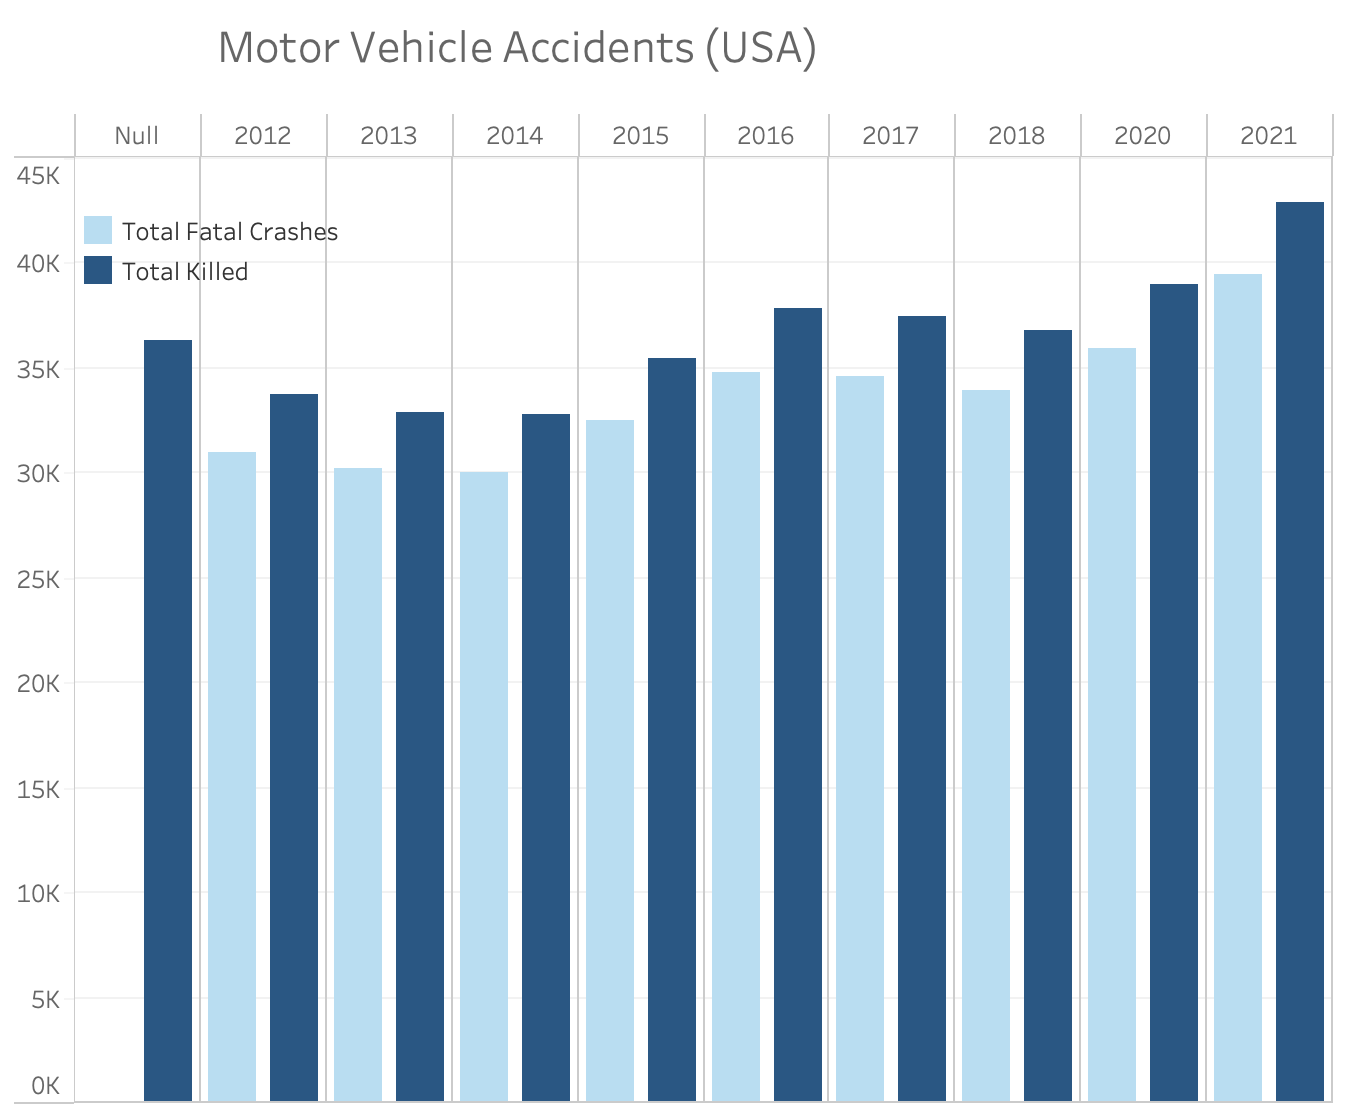 Motor Vehicle Accidents (USA)
Null 2012 2013 2014 2015 2016 2017 2018 2020 2021
45K
Total Fatal Crashes
40K
Total Killed
35K
30K
25K
20K
15K
10K
5K
0K